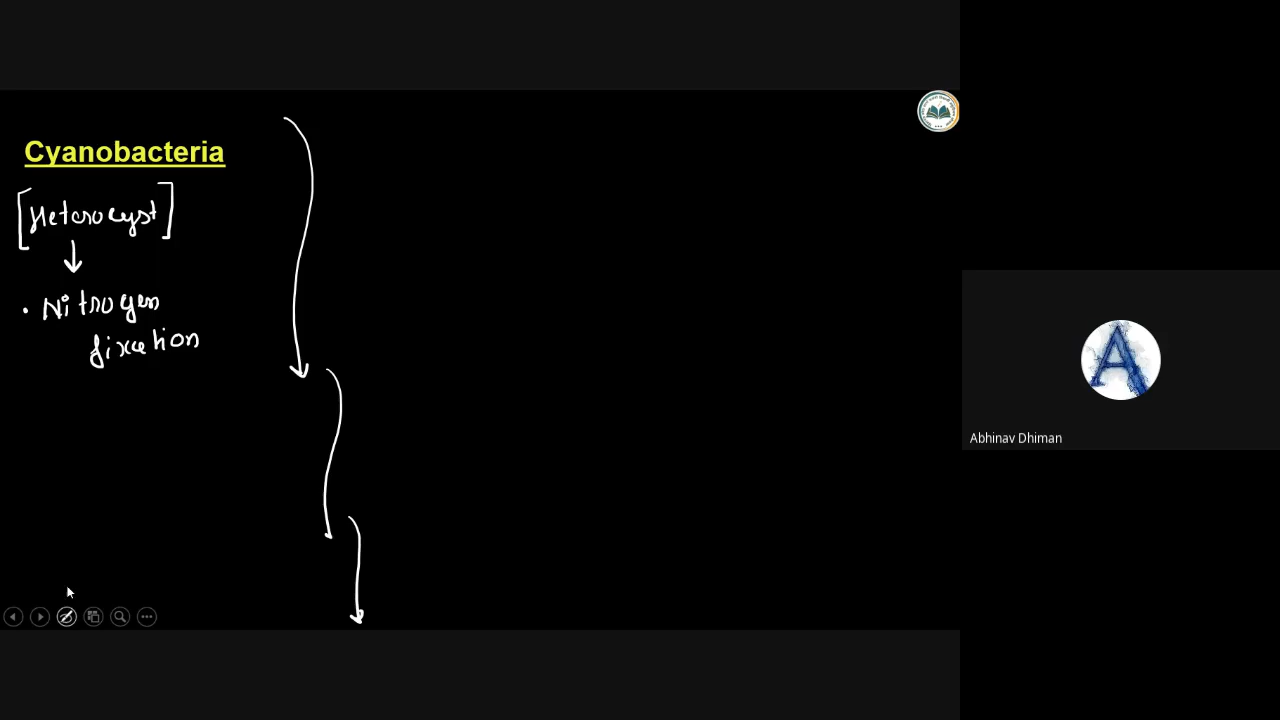 Cyanobacteria
[Heterocyst]
• Nitrogen
fixation
Abhinav Dhiman